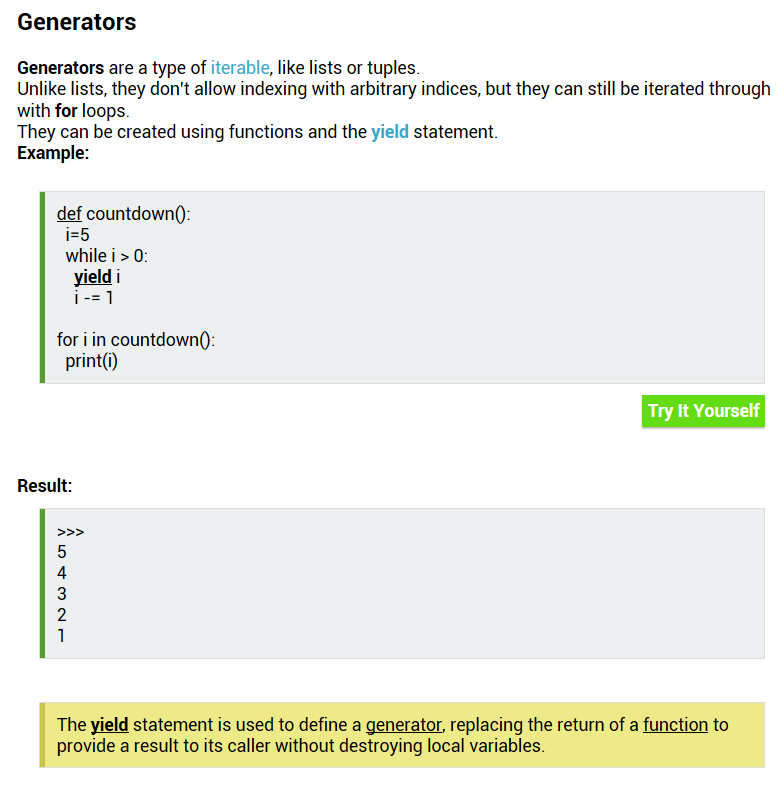 Generators
Generators are a type of iterable, like lists or tuples.
Unlike lists, they don't allow indexing with arbitrary indices, but they can still be iterated through
with for loops.
They can be created using functions and the yield statement.
Example:
def countdown():
  i=5
  while i > 0:
    yield i
    i -= 1

for i in countdown():
  print(i)
Try It Yourself
Result:
>>>
5
4
3
2
1
The yield statement is used to define a generator, replacing the return of a function to
provide a result to its caller without destroying local variables.